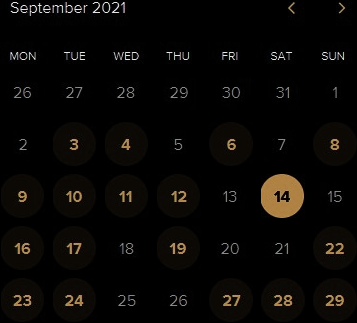 September 2021
MON TUE WED THU FRI SAT SUN
26 27 28 29 30 31 1
2 3 4 5 6 7 8
9 10 11 12 13 14 15
16 17 18 19 20 21 22
23 24 25 26 27 28 29